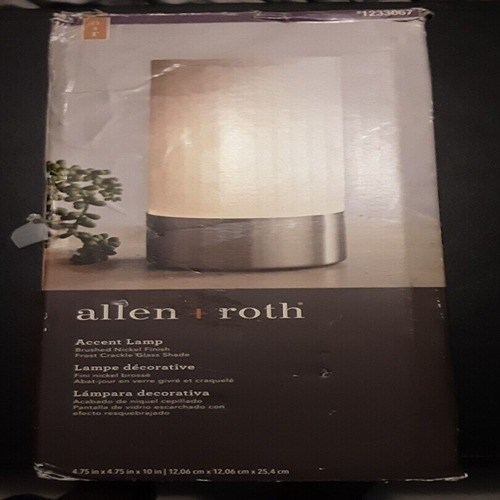 1233067
a
+
r
allen + roth
Accent Lamp
Brushed Nickel Finish
Frost Crackle Glass Shade
Lampe décorative
Fini nickel brossé
Abat-jour en verre givré et craquelé
Lámpara decorativa
Acabado de níquel cepillado
Pantalla de vidrio escarchado con
efecto resquebrajado
4.75 in x 4.75 in x 10 in | 12,06 cm x 12,06 cm x 25,4 cm